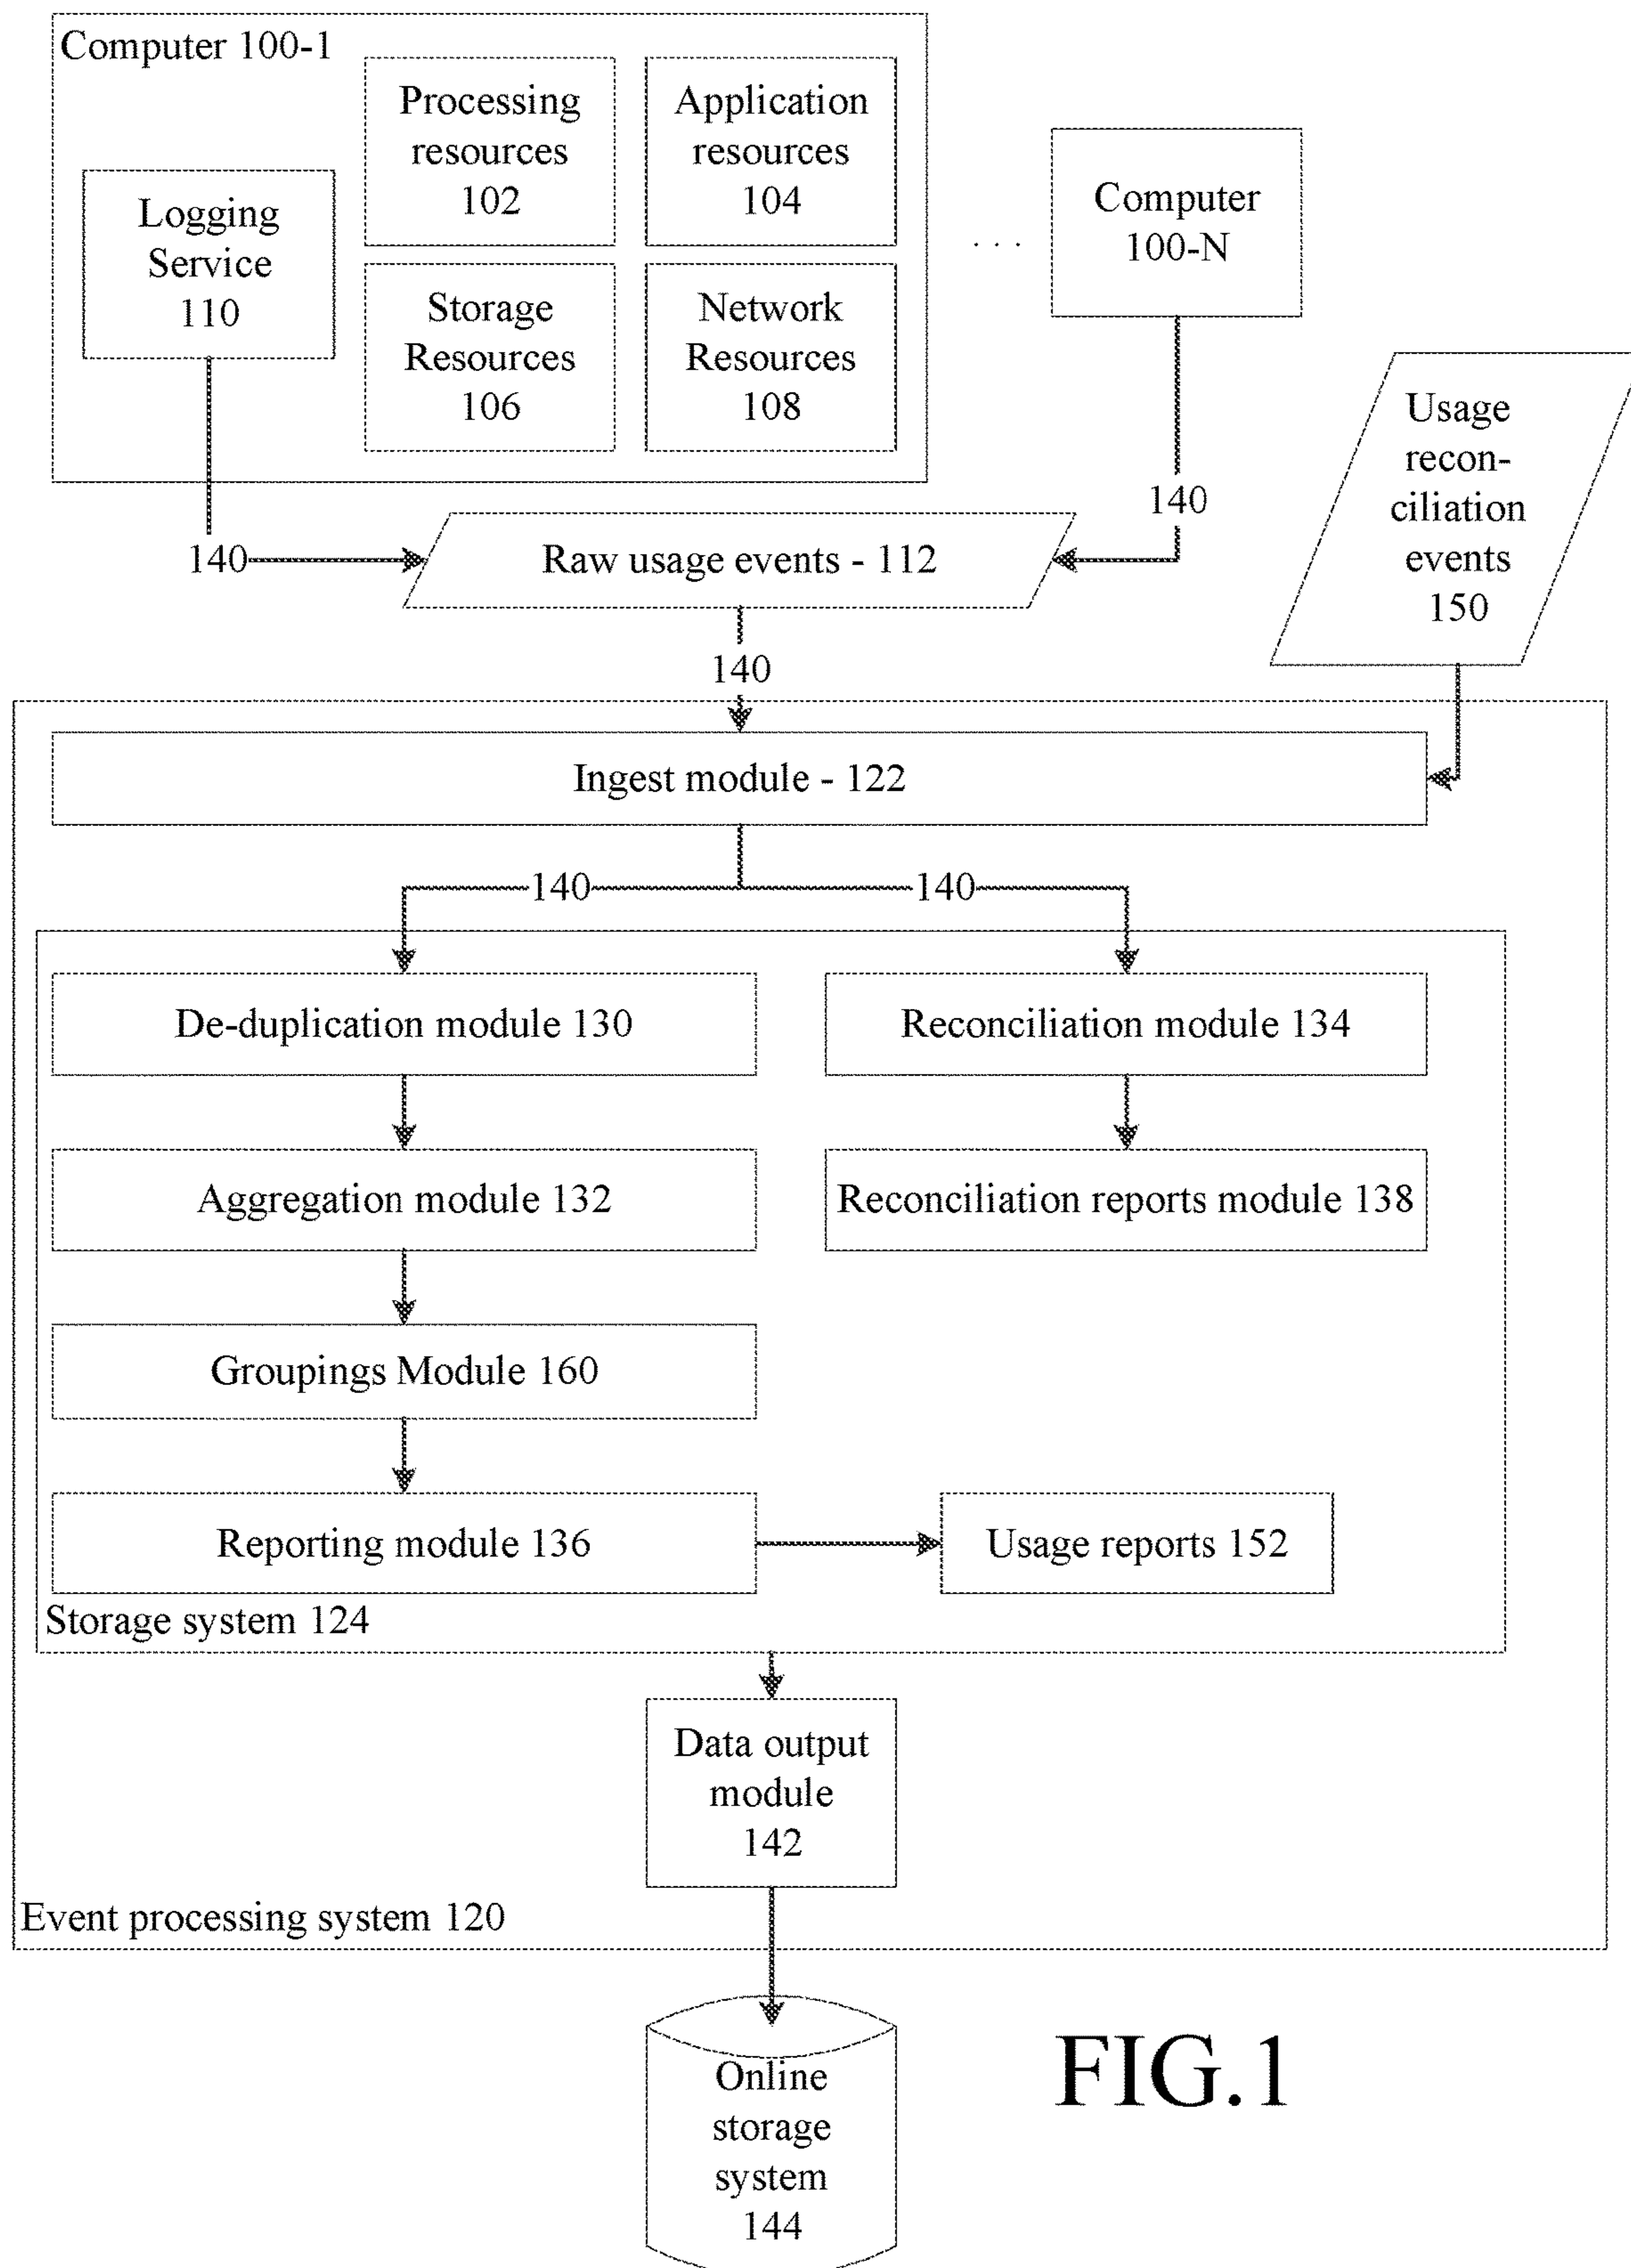 Computer 100-1
Processing
resources
102
Application
resources
104
Logging
Service
110
Storage
Resources
106
Network
Resources
108
. . .
Computer
100-N
Usage
recon-
ciliation
events
150
140
140
Raw usage events - 112
140
Ingest module - 122
140
140
De-duplication module 130
Reconciliation module 134
Aggregation module 132
Reconciliation reports module 138
Groupings Module 160
Reporting module 136
Usage reports 152
Storage system 124
Data output
module
142
Event processing system 120
Online
storage
system
144
FIG.1